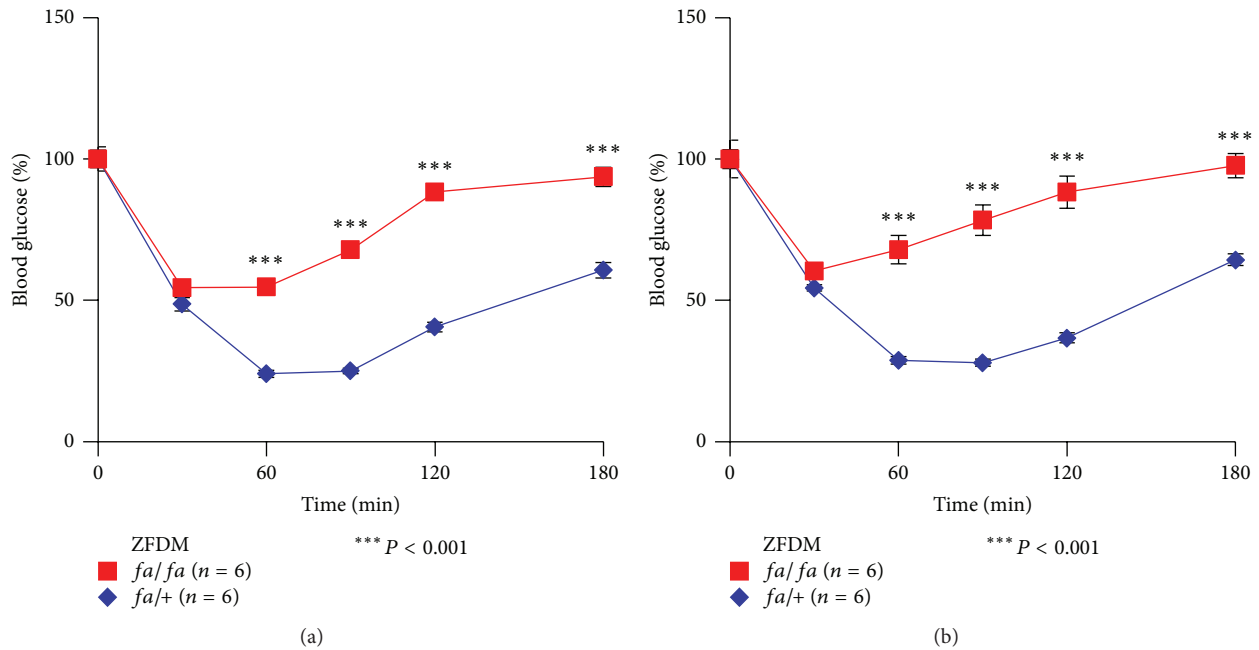 150
100
50
0
Blood glucose (%)
***
***
***
***
***
0
60
120
180
Time (min)
ZFDM
fa/fa (n = 6)
fa/+ (n = 6)
*** P < 0.001
(a)
150
100
50
0
Blood glucose (%)
***
***
***
***
0
60
120
180
Time (min)
ZFDM
fa/fa (n = 6)
fa/+ (n = 6)
*** P < 0.001
(b)